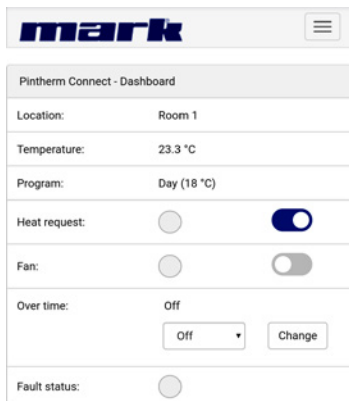 mark
Pintherm Connect - Dashboard
Location: Room 1
Temperature: 23.3 °C
Program: Day (18 °C)
Heat request:
Fan:
Over time: Off
Off Change
Fault status: